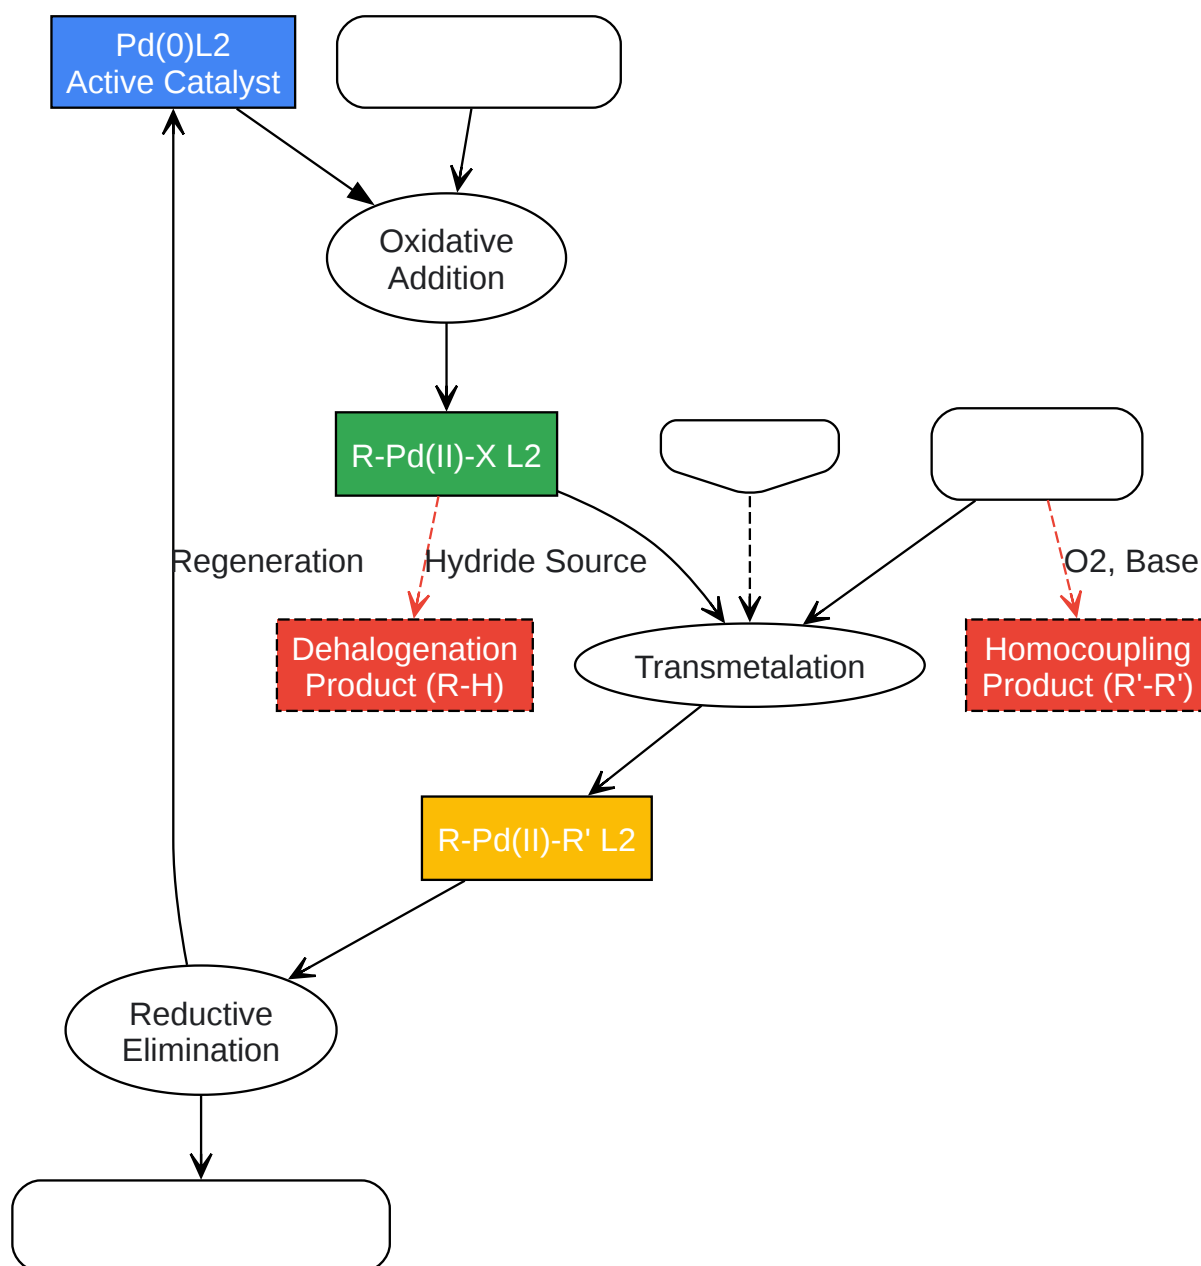 Pd(0)L2
Active Catalyst
Oxidative
Addition
R-Pd(II)-X L2
Regeneration
Hydride Source
O2, Base
Dehalogenation
Product (R-H)
Transmetalation
Homocoupling
Product (R'-R')
R-Pd(II)-R' L2
Reductive
Elimination